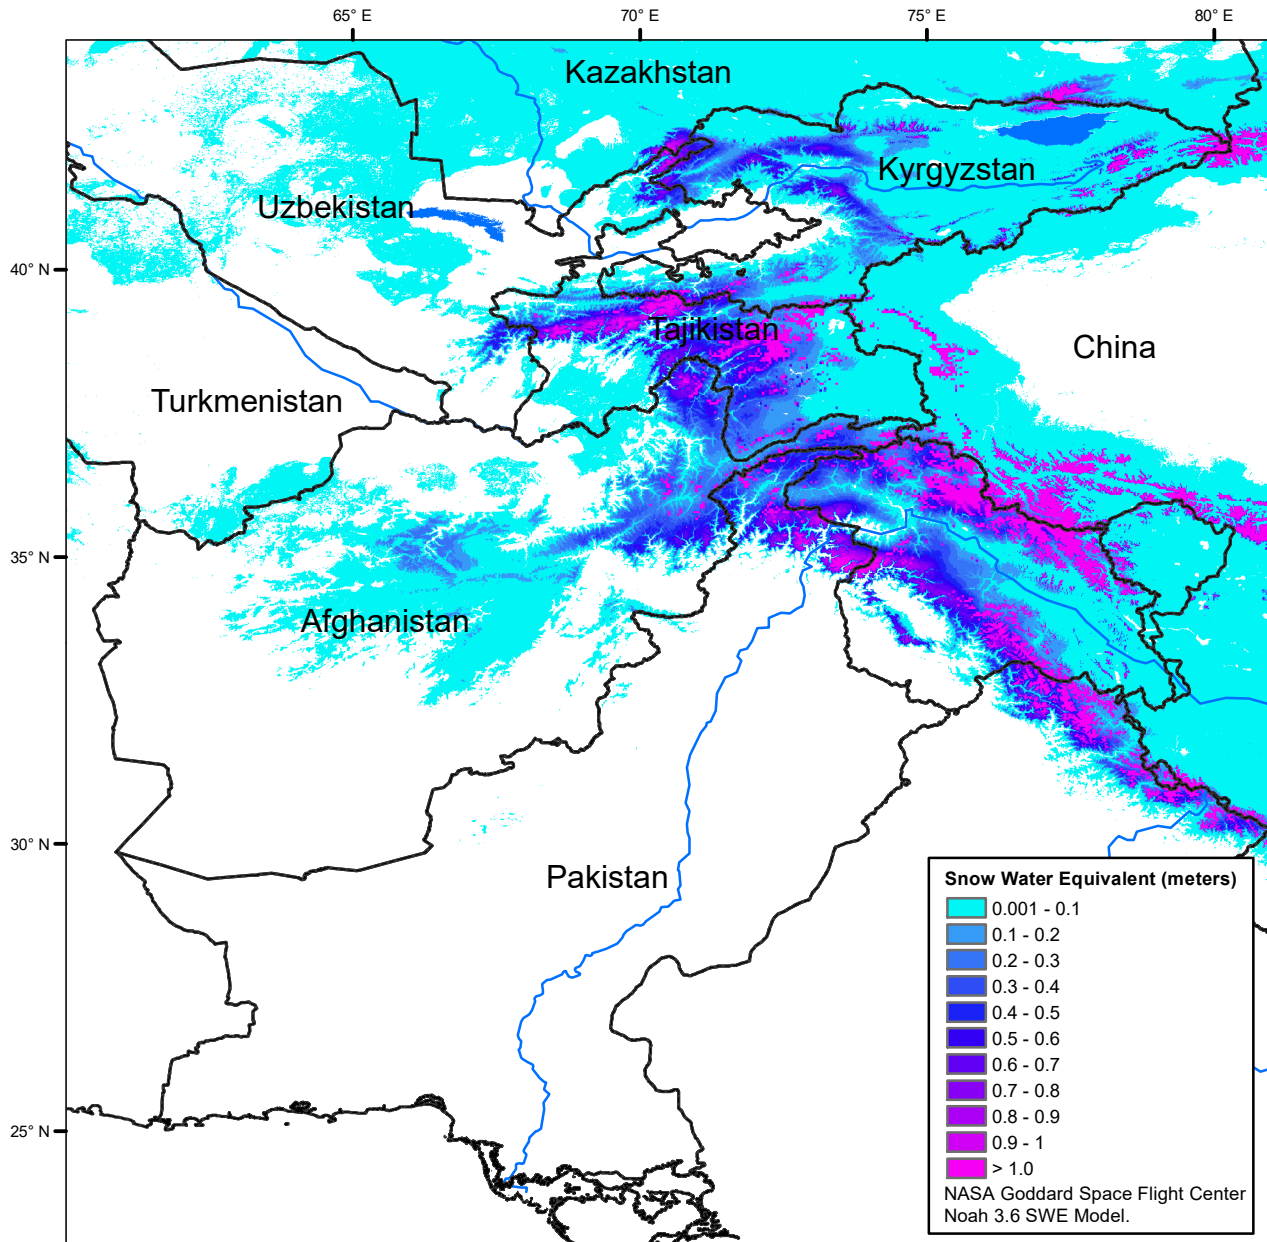 65° E
70° E
75° E
80° E
Kazakhstan
Kyrgyzstan
Uzbekistan
40° N
Tajikistan
China
Turkmenistan
35° N
Afghanistan
30° N
Pakistan
25° N
Snow Water Equivalent (meters)
0.001 - 0.1
0.1 - 0.2
0.2 - 0.3
0.3 - 0.4
0.4 - 0.5
0.5 - 0.6
0.6 - 0.7
0.7 - 0.8
0.8 - 0.9
0.9 - 1
> 1.0
NASA Goddard Space Flight Center
Noah 3.6 SWE Model.